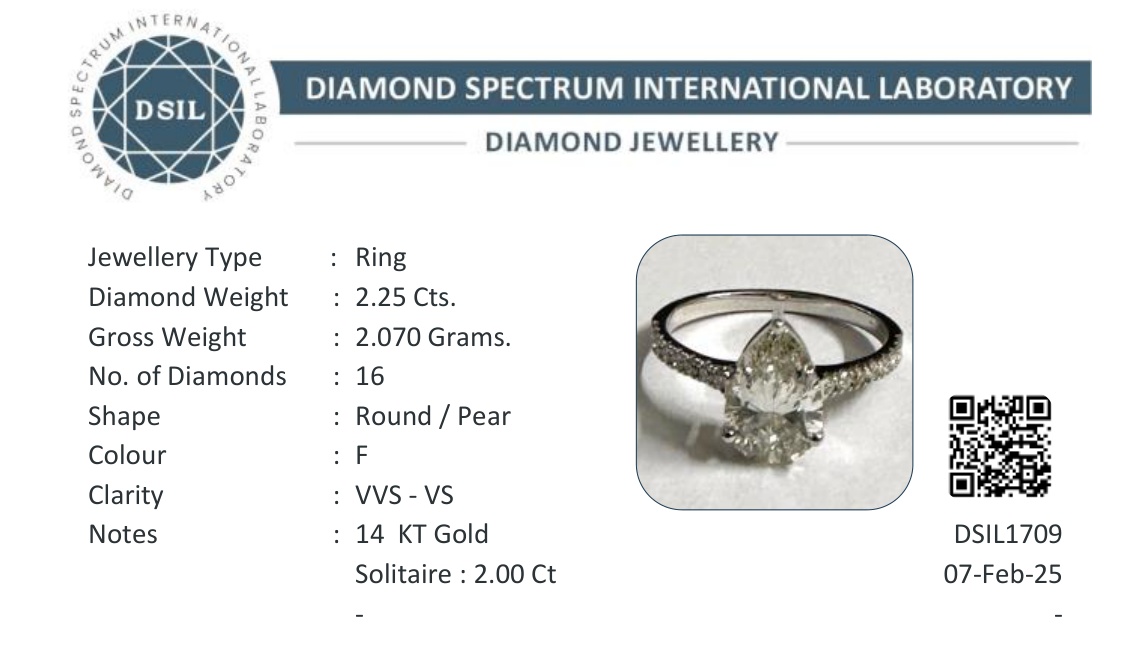 DIAMOND SPECTRUM INTERNATIONAL LABORATORY
DSIL
DIAMOND SPECTRUM INTERNATIONAL LABORATORY
DIAMOND JEWELLERY
Jewellery Type : Ring
Diamond Weight : 2.25 Cts.
Gross Weight : 2.070 Grams.
No. of Diamonds : 16
Shape : Round / Pear
Colour : F
Clarity : VVS - VS
Notes : 14 KT Gold
Solitaire : 2.00 Ct
-
DSIL1709
07-Feb-25
-